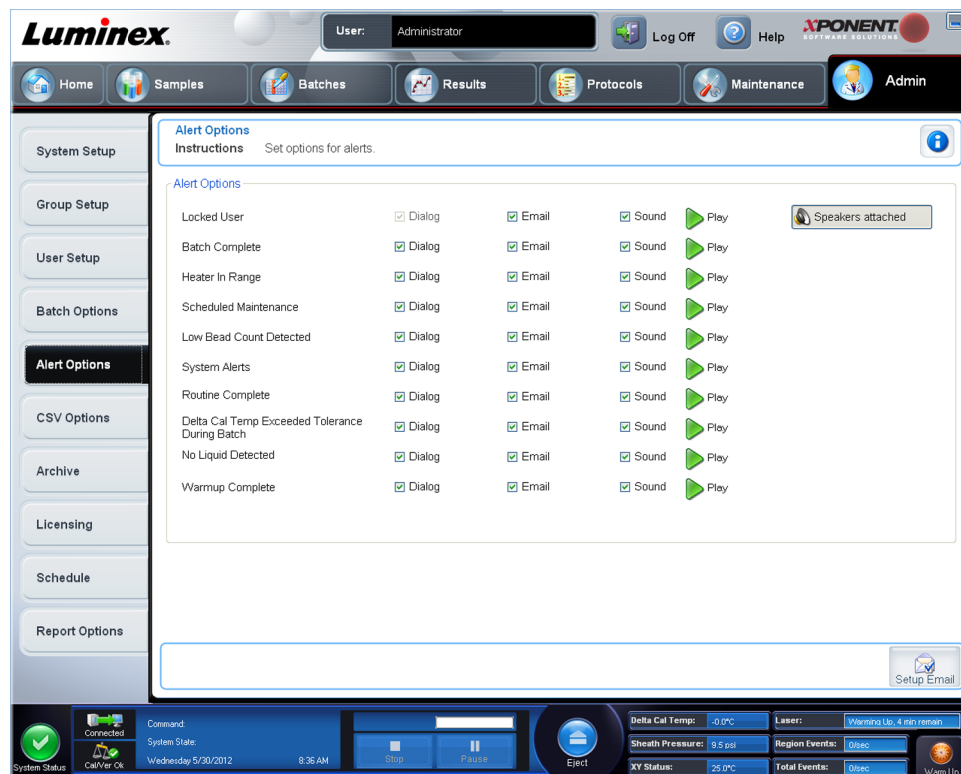 Luminex.
User: Administrator
Log Off
Help
XPONENT.
SOFTWARE SOLUTIONS
Home Samples Batches Results Protocols Maintenance Admin
System Setup
Group Setup
User Setup
Batch Options
Alert Options
CSV Options
Archive
Licensing
Schedule
Report Options
Alert Options
Instructions Set options for alerts.
Alert Options
Locked User Dialog Email Sound Play Speakers attached
Batch Complete Dialog Email Sound Play
Heater In Range Dialog Email Sound Play
Scheduled Maintenance Dialog Email Sound Play
Low Bead Count Detected Dialog Email Sound Play
System Alerts Dialog Email Sound Play
Routine Complete Dialog Email Sound Play
Delta Cal Temp Exceeded Tolerance
During Batch Dialog Email Sound Play
No Liquid Detected Dialog Email Sound Play
Warmup Complete Dialog Email Sound Play
Setup Email
System Status
Connected
Cal/Ver Ok
Command:
System State:
Wednesday 5/30/2012 8:36 AM
Stop
Pause
Eject
Delta Cal Temp: -0.0°C
Sheath Pressure: 9.5 psi
XY Status: 25.0°C
Laser: Warming Up, 4 min remain
Region Events: 0/sec
Total Events: 0/sec
Warm Up